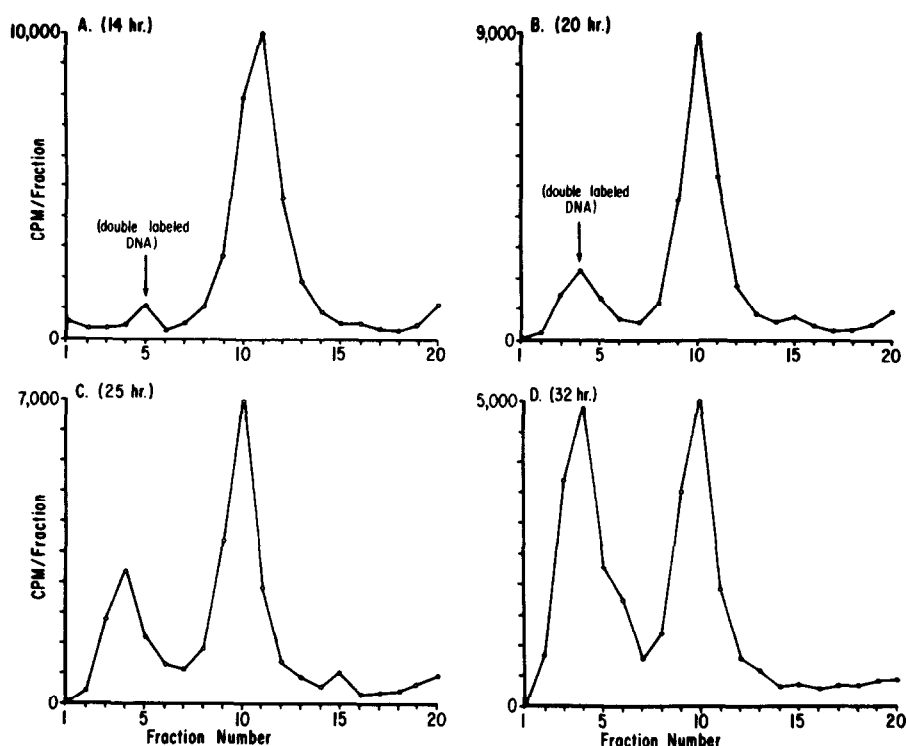 A. (14 hr.)
10,000
CPM/Fraction
(double labeled
DNA)
0
1 5 10 15 20
B. (20 hr.)
9,000
(double labeled
DNA)
0
1 5 10 15 20
C. (25 hr.)
7,000
CPM/Fraction
0
1 5 10 15 20
Fraction Number
D. (32 hr.)
5,000
0
1 5 10 15 20
Fraction Number